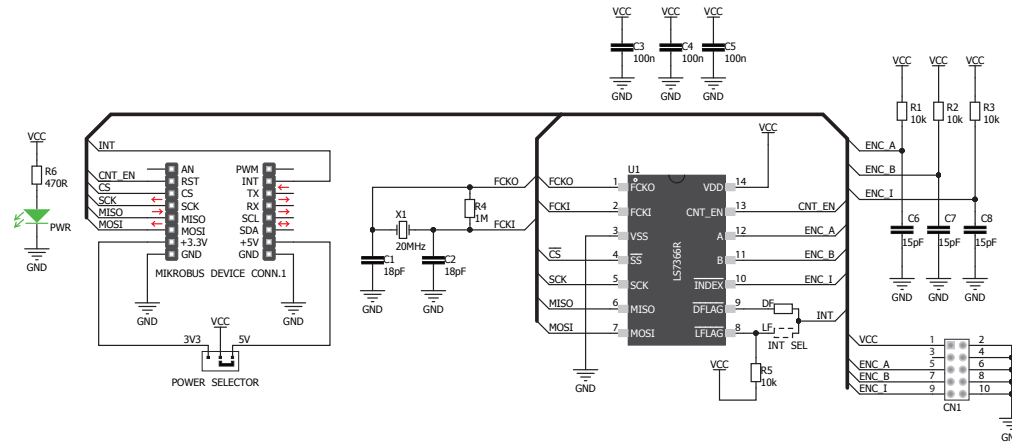 VCC VCC VCC
C3 C4 C5
100n 100n 100n
GND GND GND
VCC VCC VCC
R1 R2 R3
10k 10k 10k
ENC_A
ENC_B
ENC_I
C6 C7 C8
15pF 15pF 15pF
GND GND GND
VCC
R6
470R
PWR
GND
INT
CNT_EN
CS
SCK
MISO
MOSI
AN PWM
RST INT
CS TX
SCK RX
MISO SCL
MOSI SDA
+3.3V +5V
GND GND
MIKROBUS DEVICE CONN.1
GND GND
VCC
3V3 5V
POWER SELECTOR
FCKO
R4
1M
X1
20MHz
FCKI
C1 C2
18pF 18pF
GND GND
VCC
U1
LS7366R
FCKO 1 FCKO VDD 14
FCKI 2 FCKI CNT_EN 13 CNT_EN
3 VSS A 12 ENC_A
CS 4 SS B 11 ENC_B
SCK 5 SCK INDEX 10 ENC_I
MISO 6 MISO DFLAG 9 DF
MOSI 7 MOSI LFLAG 8 LF
INT
INT SEL
GND
VCC
R5
10k
VCC 1 2
3 4
ENC_A 5 6
ENC_B 7 8
ENC_I 9 10
CN1